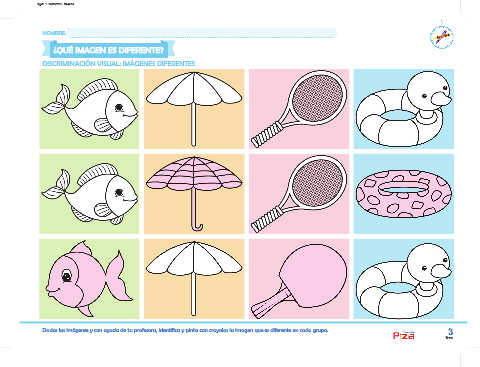 NOMBRE:
¿QUÉ IMAGEN ES DIFERENTE?
DISCRIMINACIÓN VISUAL: IMÁGENES DIFERENTES
Dadas las imágenes y con ayuda de tu profesora, identifica y pinta con crayolas la imagen que es diferente en cada grupo.
3